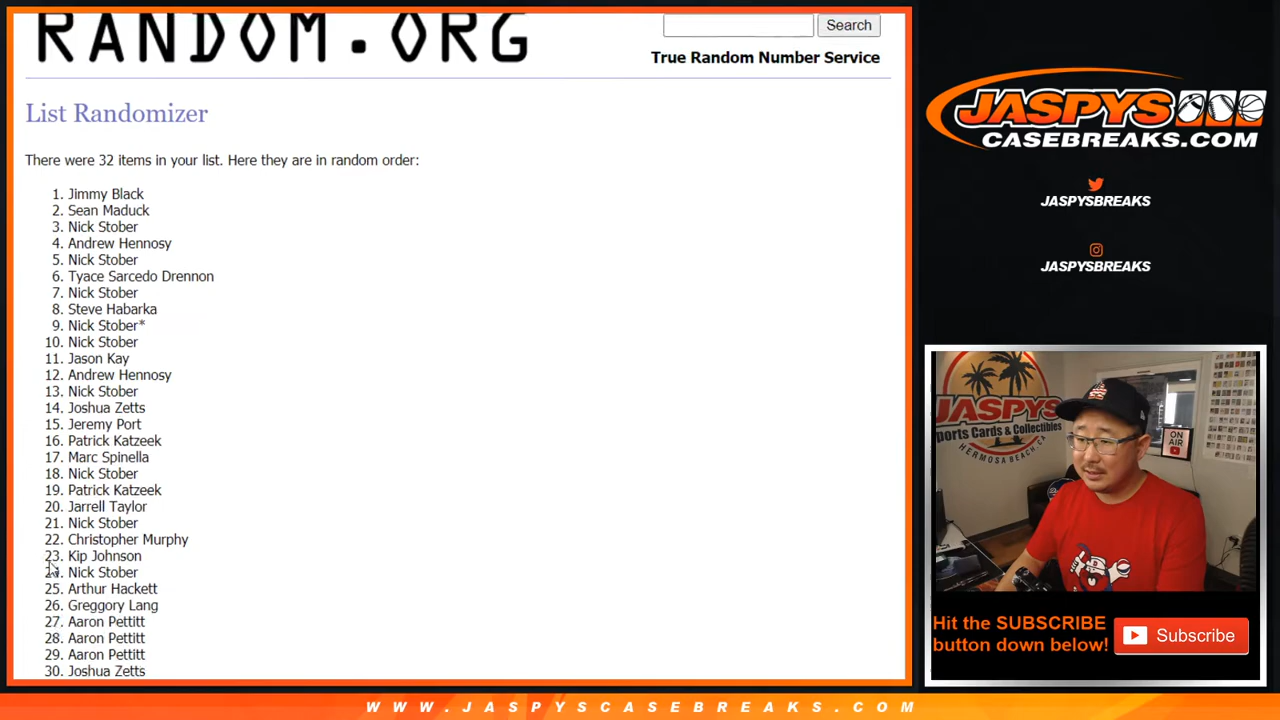 RANDOM.ORG
Search
True Random Number Service
List Randomizer
There were 32 items in your list. Here they are in random order:
1. Jimmy Black
2. Sean Maduck
3. Nick Stober
4. Andrew Hennosy
5. Nick Stober
6. Tyace Sarcedo Drennon
7. Nick Stober
8. Steve Habarka
9. Nick Stober*
10. Nick Stober
11. Jason Kay
12. Andrew Hennosy
13. Nick Stober
14. Joshua Zetts
15. Jeremy Port
16. Patrick Katzeek
17. Marc Spinella
18. Nick Stober
19. Patrick Katzeek
20. Jarrell Taylor
21. Nick Stober
22. Christopher Murphy
23. Kip Johnson
24. Nick Stober
25. Arthur Hackett
26. Greggory Lang
27. Aaron Pettitt
28. Aaron Pettitt
29. Aaron Pettitt
30. Joshua Zetts
JASPYS
CASEBREAKS.COM
JASPYSBREAKS
JASPYSBREAKS
JASPYS
Sports Cards & Collectibles
HERMOSA BEACH, CA
ON
AIR
Hit the SUBSCRIBE
button down below!
Subscribe
WWW.JASPYSCASEBREAKS.COM